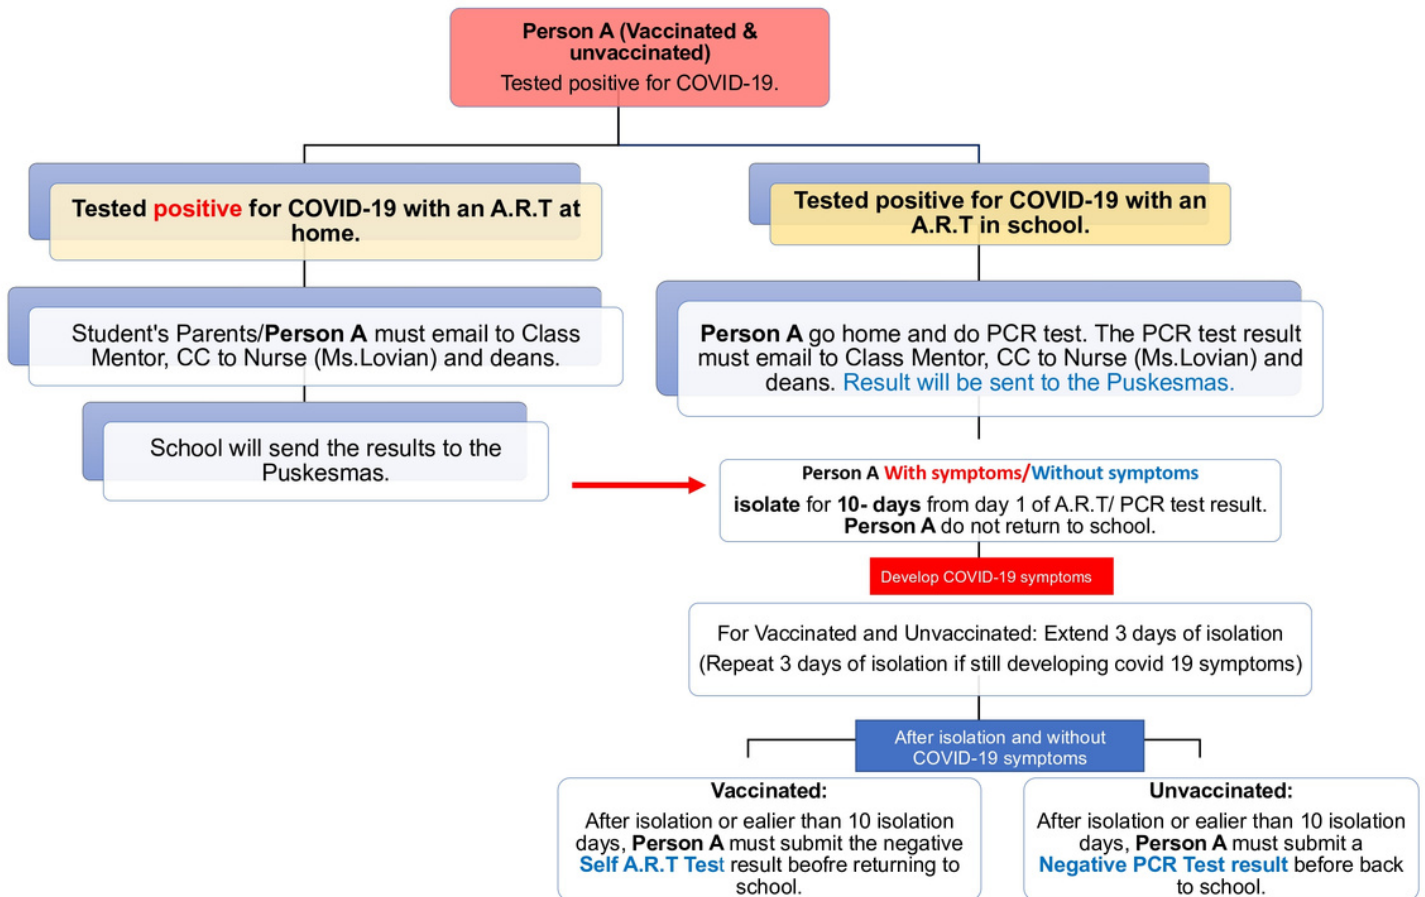 Person A (Vaccinated &
unvaccinated)
Tested positive for COVID-19.
Tested positive for COVID-19 with an A.R.T at
home.
Tested positive for COVID-19 with an
A.R.T in school.
Student's Parents/Person A must email to Class
Mentor, CC to Nurse (Ms.Lovian) and deans.
Person A go home and do PCR test. The PCR test result
must email to Class Mentor, CC to Nurse (Ms.Lovian) and
deans. Result will be sent to the Puskesmas.
School will send the results to the
Puskesmas.
Person A With symptoms/Without symptoms
isolate for 10- days from day 1 of A.R.T/ PCR test result.
Person A do not return to school.
Develop COVID-19 symptoms
For Vaccinated and Unvaccinated: Extend 3 days of isolation
(Repeat 3 days of isolation if still developing covid 19 symptoms)
After isolation and without
COVID-19 symptoms
Vaccinated:
After isolation or ealier than 10 isolation
days, Person A must submit the negative
Self A.R.T Test result beofre returning to
school.
Unvaccinated:
After isolation or ealier than 10 isolation
days, Person A must submit a
Negative PCR Test result before back
to school.